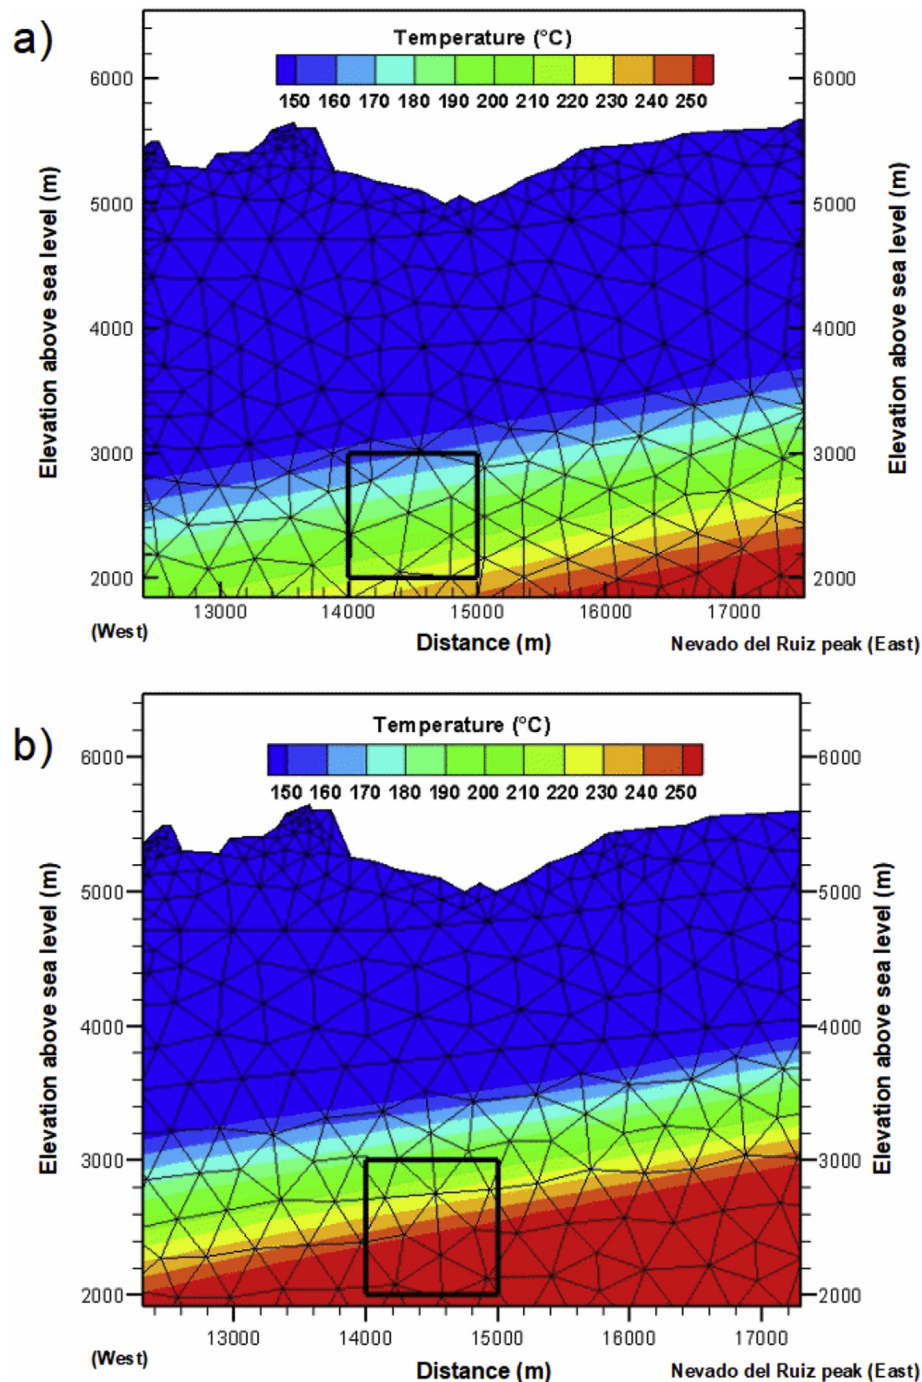 a)
Temperature (°C)
150 160 170 180 190 200 210 220 230 240 250
Elevation above sea level (m)
6000
5000
4000
3000
2000
6000
5000
4000
3000
2000
Elevation above sea level (m)
13000 14000 15000 16000 17000
(West) Distance (m) Nevado del Ruiz peak (East)
b)
Temperature (°C)
150 160 170 180 190 200 210 220 230 240 250
Elevation above sea level (m)
6000
5000
4000
3000
2000
6000
5000
4000
3000
2000
Elevation above sea level (m)
13000 14000 15000 16000 17000
(West) Distance (m) Nevado del Ruiz peak (East)